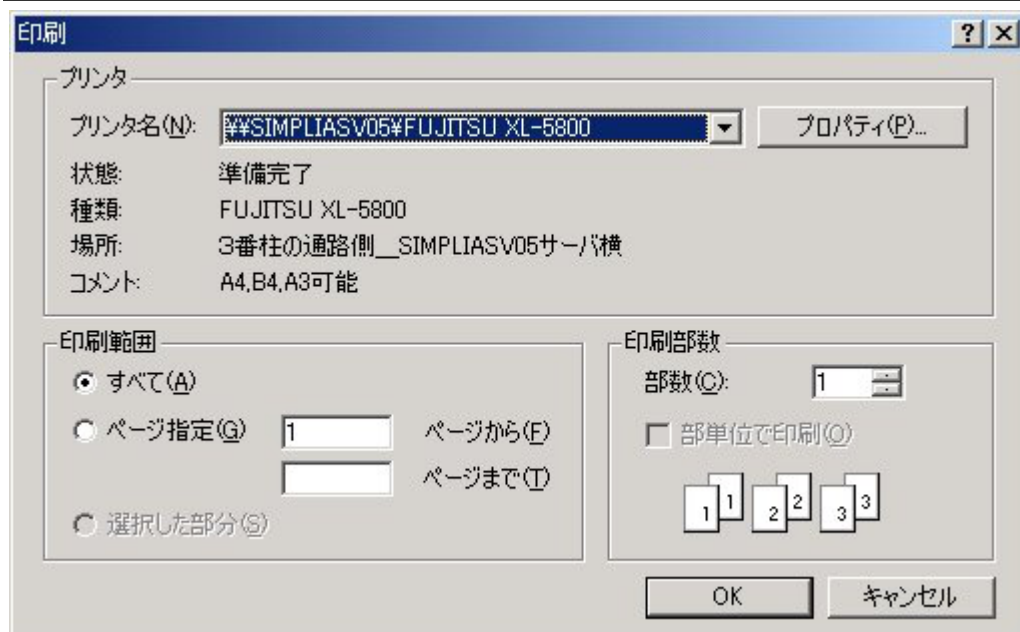 印刷
? ×
プリンタ
プリンタ名(N): ¥¥SIMPLIASV05¥FUJITSU XL-5800 プロパティ(P)...
状態: 準備完了
種類: FUJITSU XL-5800
場所: 3番柱の通路側__SIMPLIASV05サーバ横
コメント: A4,B4,A3可能
印刷範囲
すべて(A)
ページ指定(G) 1 ページから(F)
ページまで(T)
選択した部分(S)
印刷部数
部数(C): 1
部単位で印刷(O)
1 1 2 2 3 3
OK キャンセル